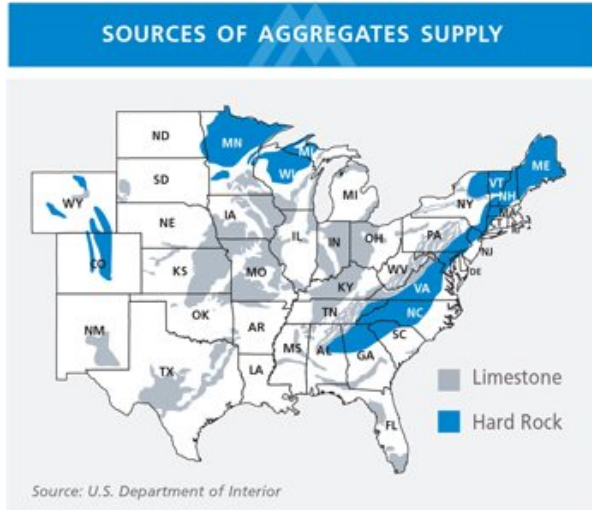 SOURCES OF AGGREGATES SUPPLY
ND
MN
MI
ME
SD
WI
VT
NH
WY
MI
NY
MA
NE
IA
PA
IL
IN
OH
NJ
CO
KS
MO
WV
DE
KY
VA
OK
TN
NC
NM
AR
SC
MS
AL
GA
TX
LA
FL
Limestone
Hard Rock
Source: U.S. Department of Interior